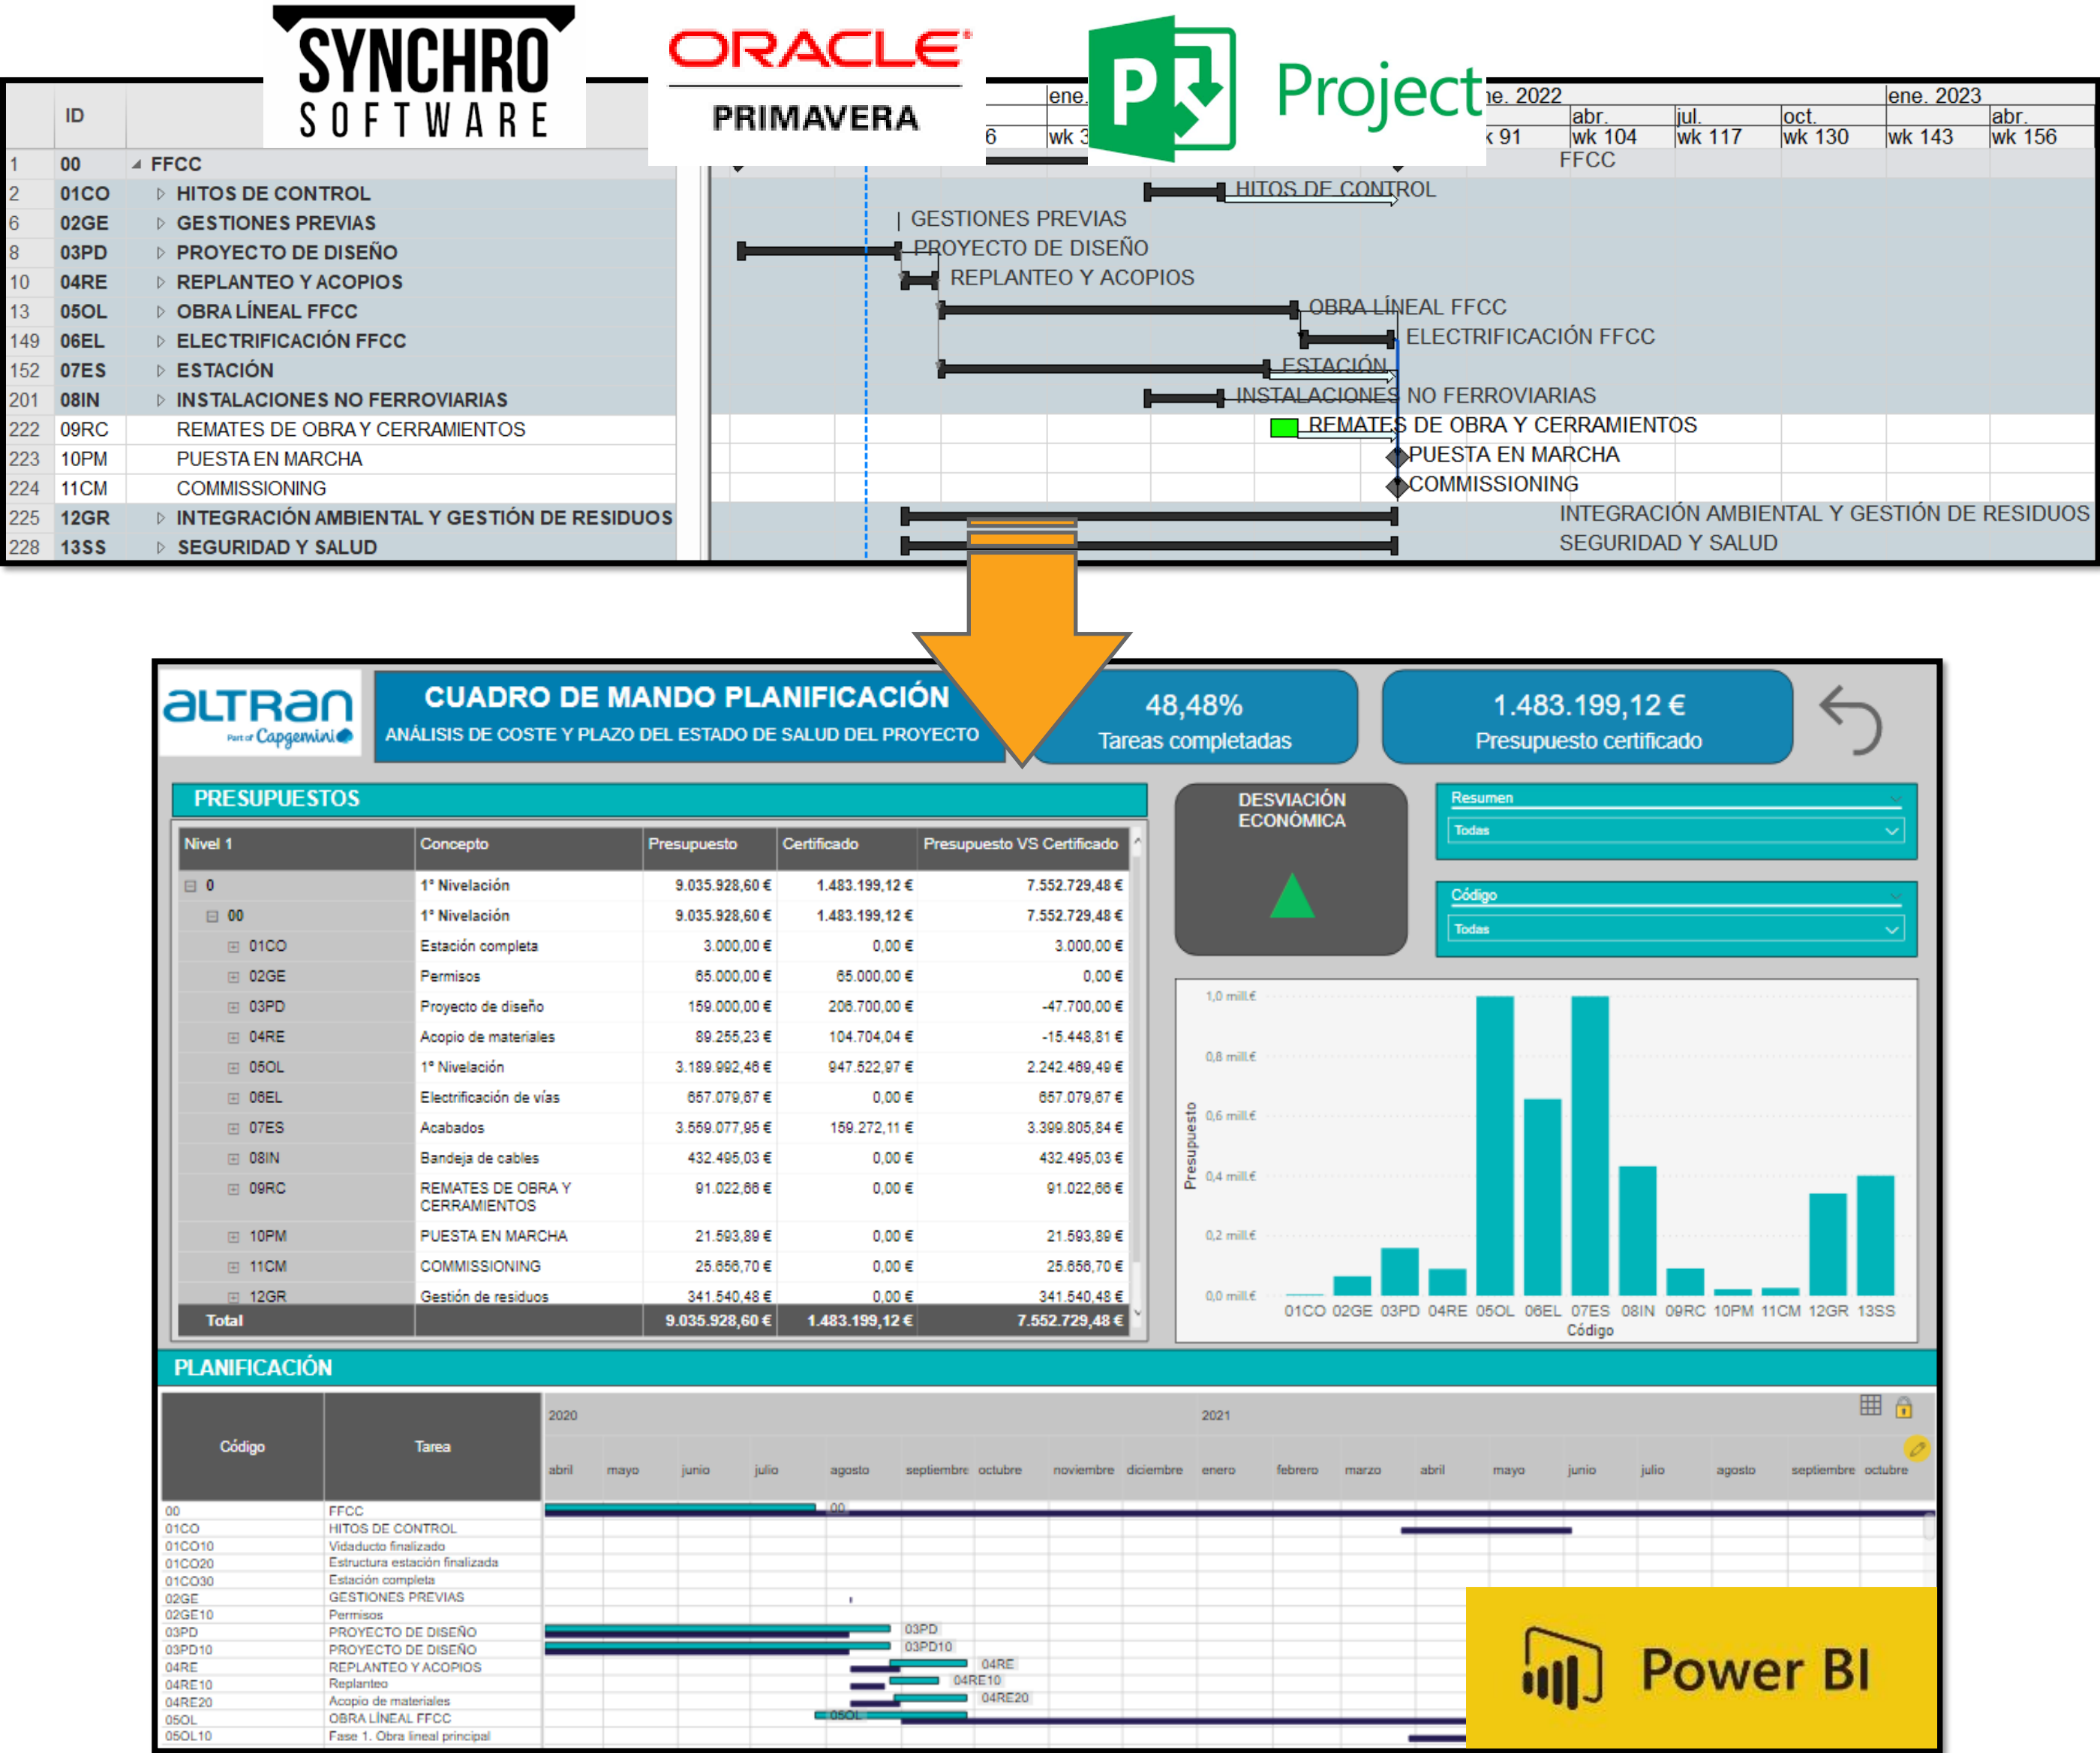 SYNCHRO
SOFTWARE
ORACLE
PRIMAVERA
Project
ID
ene.
ne. 2022
ene. 2023
abr.
jul.
oct.
abr.
6
wk 3
k 91
wk 104
wk 117
wk 130
wk 143
wk 156
1 00 FFCC
FFCC
2 01CO HITOS DE CONTROL
HITOS DE CONTROL
6 02GE GESTIONES PREVIAS
GESTIONES PREVIAS
8 03PD PROYECTO DE DISEÑO
PROYECTO DE DISEÑO
10 04RE REPLANTEO Y ACOPIOS
REPLANTEO Y ACOPIOS
13 05OL OBRA LÍNEAL FFCC
OBRA LÍNEAL FFCC
149 06EL ELECTRIFICACIÓN FFCC
ELECTRIFICACIÓN FFCC
152 07ES ESTACIÓN
ESTACIÓN
201 08IN INSTALACIONES NO FERROVIARIAS
INSTALACIONES NO FERROVIARIAS
222 09RC REMATES DE OBRA Y CERRAMIENTOS
REMATES DE OBRA Y CERRAMIENTOS
223 10PM PUESTA EN MARCHA
PUESTA EN MARCHA
224 11CM COMMISSIONING
COMMISSIONING
225 12GR INTEGRACIÓN AMBIENTAL Y GESTIÓN DE RESIDUOS
INTEGRACIÓN AMBIENTAL Y GESTIÓN DE RESIDUOS
228 13SS SEGURIDAD Y SALUD
SEGURIDAD Y SALUD
aLTRan
Part of Capgemini
CUADRO DE MANDO PLANIFICACIÓN
ANÁLISIS DE COSTE Y PLAZO DEL ESTADO DE SALUD DEL PROYECTO
48,48%
Tareas completadas
1.483.199,12 €
Presupuesto certificado
PRESUPUESTOS
Nivel 1 Concepto Presupuesto Certificado Presupuesto VS Certificado
0 1ª Nivelación 9.035.928,60 € 1.483.199,12 € 7.552.729,48 €
00 1ª Nivelación 9.035.928,60 € 1.483.199,12 € 7.552.729,48 €
01CO Estación completa 3.000,00 € 0,00 € 3.000,00 €
02GE Permisos 65.000,00 € 65.000,00 € 0,00 €
03PD Proyecto de diseño 159.000,00 € 206.700,00 € -47.700,00 €
04RE Acopio de materiales 89.255,23 € 104.704,04 € -15.448,81 €
05OL 1ª Nivelación 3.189.992,46 € 947.522,97 € 2.242.469,49 €
06EL Electrificación de vías 657.079,67 € 0,00 € 657.079,67 €
07ES Acabados 3.559.077,95 € 159.272,11 € 3.399.805,84 €
08IN Bandeja de cables 432.495,03 € 0,00 € 432.495,03 €
09RC REMATES DE OBRA Y 91.022,66 € 0,00 € 91.022,66 €
CERRAMIENTOS
10PM PUESTA EN MARCHA 21.593,89 € 0,00 € 21.593,89 €
11CM COMMISSIONING 25.656,70 € 0,00 € 25.656,70 €
12GR Gestión de residuos 341.540,48 € 0,00 € 341.540,48 €
Total 9.035.928,60 € 1.483.199,12 € 7.552.729,48 €
DESVIACIÓN
ECONÓMICA
Resumen
Todas
Código
Todas
1,0 mill.€
0,8 mill.€
0,6 mill.€
0,4 mill.€
0,2 mill.€
0,0 mill.€
Presupuesto
01CO 02GE 03PD 04RE 05OL 06EL 07ES 08IN 09RC 10PM 11CM 12GR 13SS
Código
PLANIFICACIÓN
Código Tarea
2020 2021
abril mayo junio julio agosto septiembre octubre noviembre diciembre enero febrero marzo abril mayo junio julio agosto septiembre octubre
00 FFCC 00
01CO HITOS DE CONTROL
01CO10 Vidaducto finalizado
01CO20 Estructura estación finalizada
01CO30 Estación completa
02GE GESTIONES PREVIAS
02GE10 Permisos
03PD PROYECTO DE DISEÑO 03PD
03PD10 PROYECTO DE DISEÑO 03PD10
04RE REPLANTEO Y ACOPIOS 04RE
04RE10 Replanteo 04RE10
04RE20 Acopio de materiales 04RE20
05OL OBRA LÍNEAL FFCC 05OL
05OL10 Fase 1. Obra lineal principal
Power BI